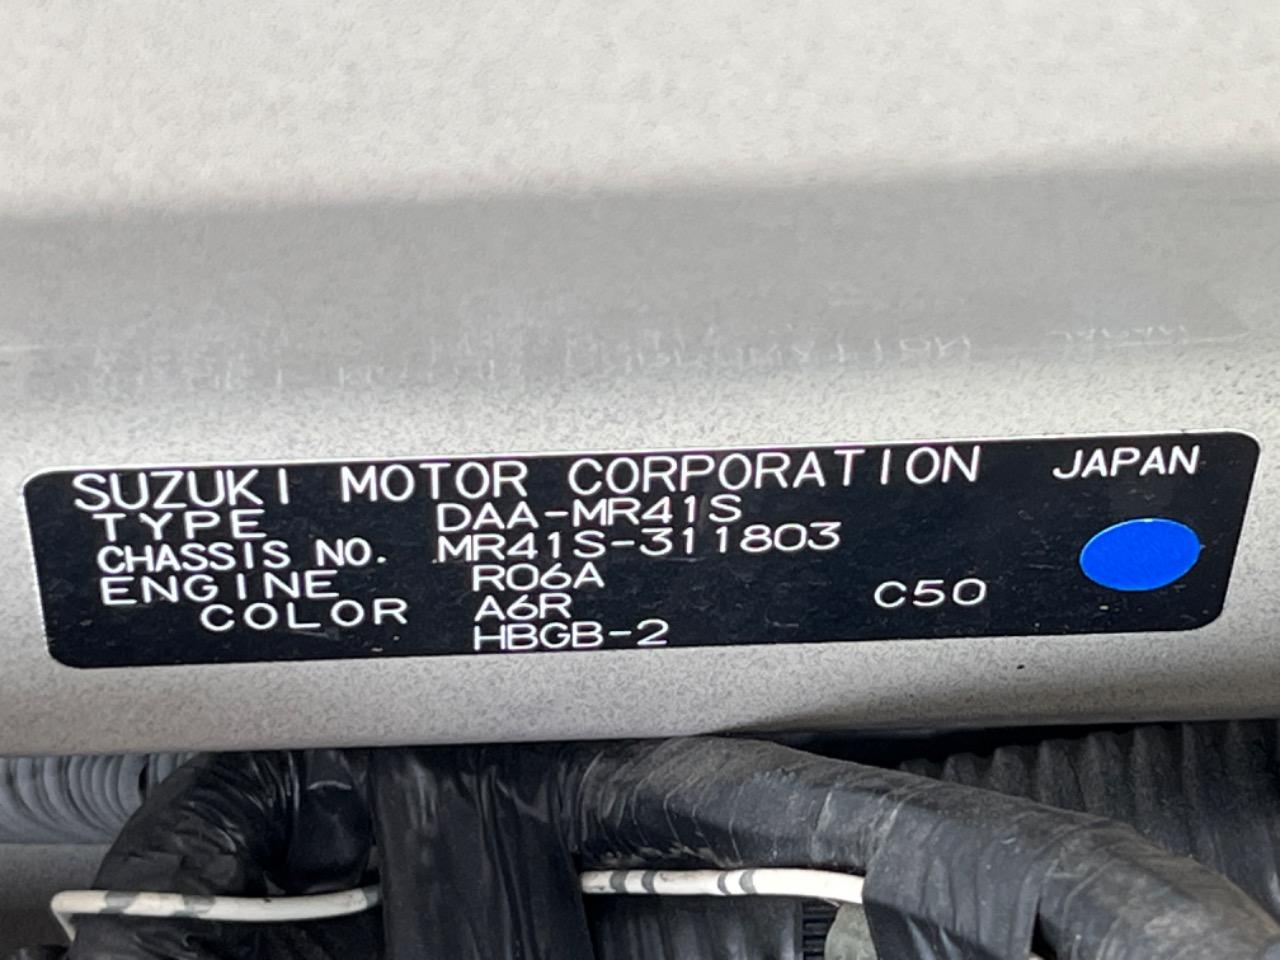 SUZUKI MOTOR CORPORATION JAPAN
TYPE DAA-MR41S
CHASSIS NO. MR41S-311803
ENGINE R06A
COLOR A6R C50
HBGB-2